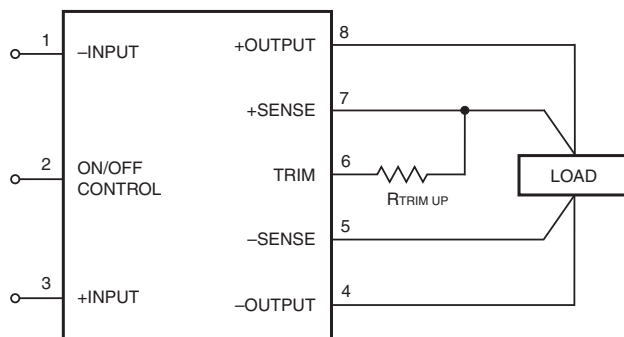 1
–INPUT
2
ON/OFF
CONTROL
3
+INPUT
+OUTPUT
8
+SENSE
7
TRIM
6
RTRIM UP
–SENSE
5
–OUTPUT
4
LOAD